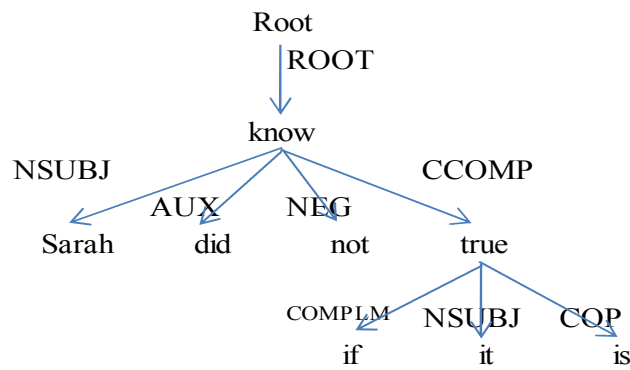 Root
ROOT
know
NSUBJ CCOMP
AUX NEG
Sarah did not true
COMPLM NSUBJ COP
if it is